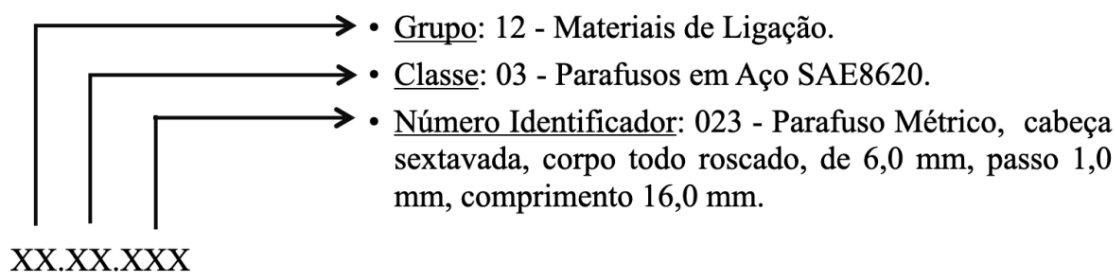 • Grupo: 12 - Materiais de Ligação.
• Classe: 03 - Parafusos em Aço SAE8620.
• Número Identificador: 023 - Parafuso Métrico, cabeça
sextavada, corpo todo roscado, de 6,0 mm, passo 1,0
mm, comprimento 16,0 mm.
XX.XX.XXX